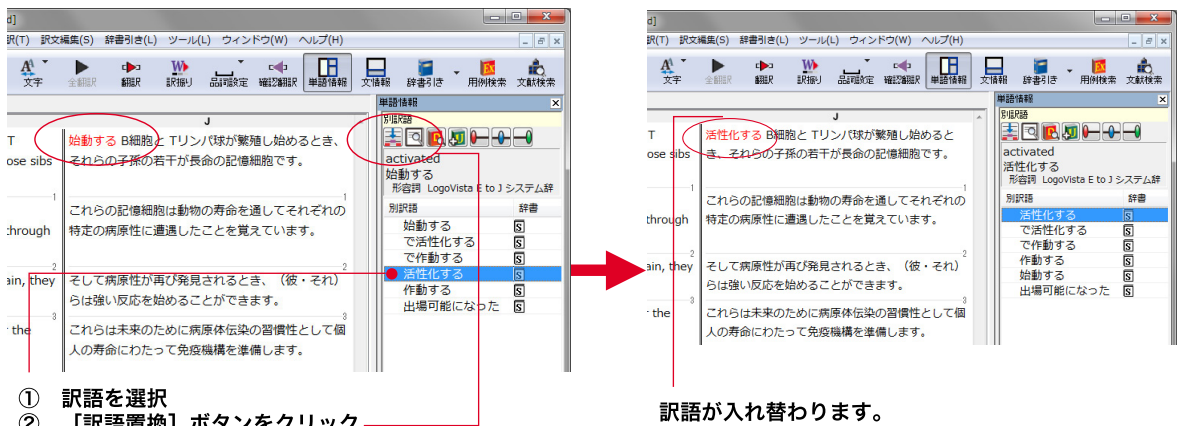 d]
訳(T) 訳文編集(S) 辞書引き(L) ツール(L) ウィンドウ(W) ヘルプ(H)
文字 全翻訳 翻訳 訳振り 品詞設定 確認翻訳 単語情報 文情報 辞書引き 用例検索 文献検索
J
T
ose sibs
始動する B細胞と Tリンパ球が繁殖し始めるとき、
それらの子孫の若干が長命の記憶細胞です。
1
1
through
これらの記憶細胞は動物の寿命を通してそれぞれの
特定の病原性に遭遇したことを覚えています。
2
2
ain, they
そして病原性が再び発見されるとき、（彼・それ）
らは強い反応を始めることができます。
3
3
r the
これらは未来のために病原体伝染の習慣性として個
人の寿命にわたって免疫機構を準備します。
単語情報
別訳語
activated
始動する
形容詞 LogoVista E to J システム辞
別訳語 辞書
始動する S
で活性化する S
で作動する S
活性化する S
作動する S
出場可能になった S
① 訳語を選択
② ［訳語置換］ボタンをクリック
d]
訳(T) 訳文編集(S) 辞書引き(L) ツール(L) ウィンドウ(W) ヘルプ(H)
文字 全翻訳 翻訳 訳振り 品詞設定 確認翻訳 単語情報 文情報 辞書引き 用例検索 文献検索
J
T
ose sibs
活性化する B細胞と Tリンパ球が繁殖し始めると
き、それらの子孫の若干が長命の記憶細胞です。
1
1
through
これらの記憶細胞は動物の寿命を通してそれぞれの
特定の病原性に遭遇したことを覚えています。
2
2
ain, they
そして病原性が再び発見されるとき、（彼・それ）
らは強い反応を始めることができます。
3
3
r the
これらは未来のために病原体伝染の習慣性として個
人の寿命にわたって免疫機構を準備します。
単語情報
別訳語
activated
活性化する
形容詞 LogoVista E to J システム辞
別訳語 辞書
活性化する S
で活性化する S
で作動する S
作動する S
始動する S
出場可能になった S
訳語が入れ替わります。